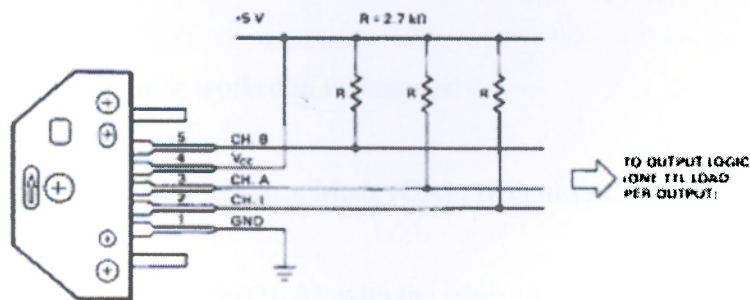 +5 V
R = 2.7 kΩ
R
R
R
5 CH. B
4 VCC
3 CH. A
2 CH. I
1 GND
TO OUTPUT LOGIC
(ONE TTL LOAD
PER OUTPUT)